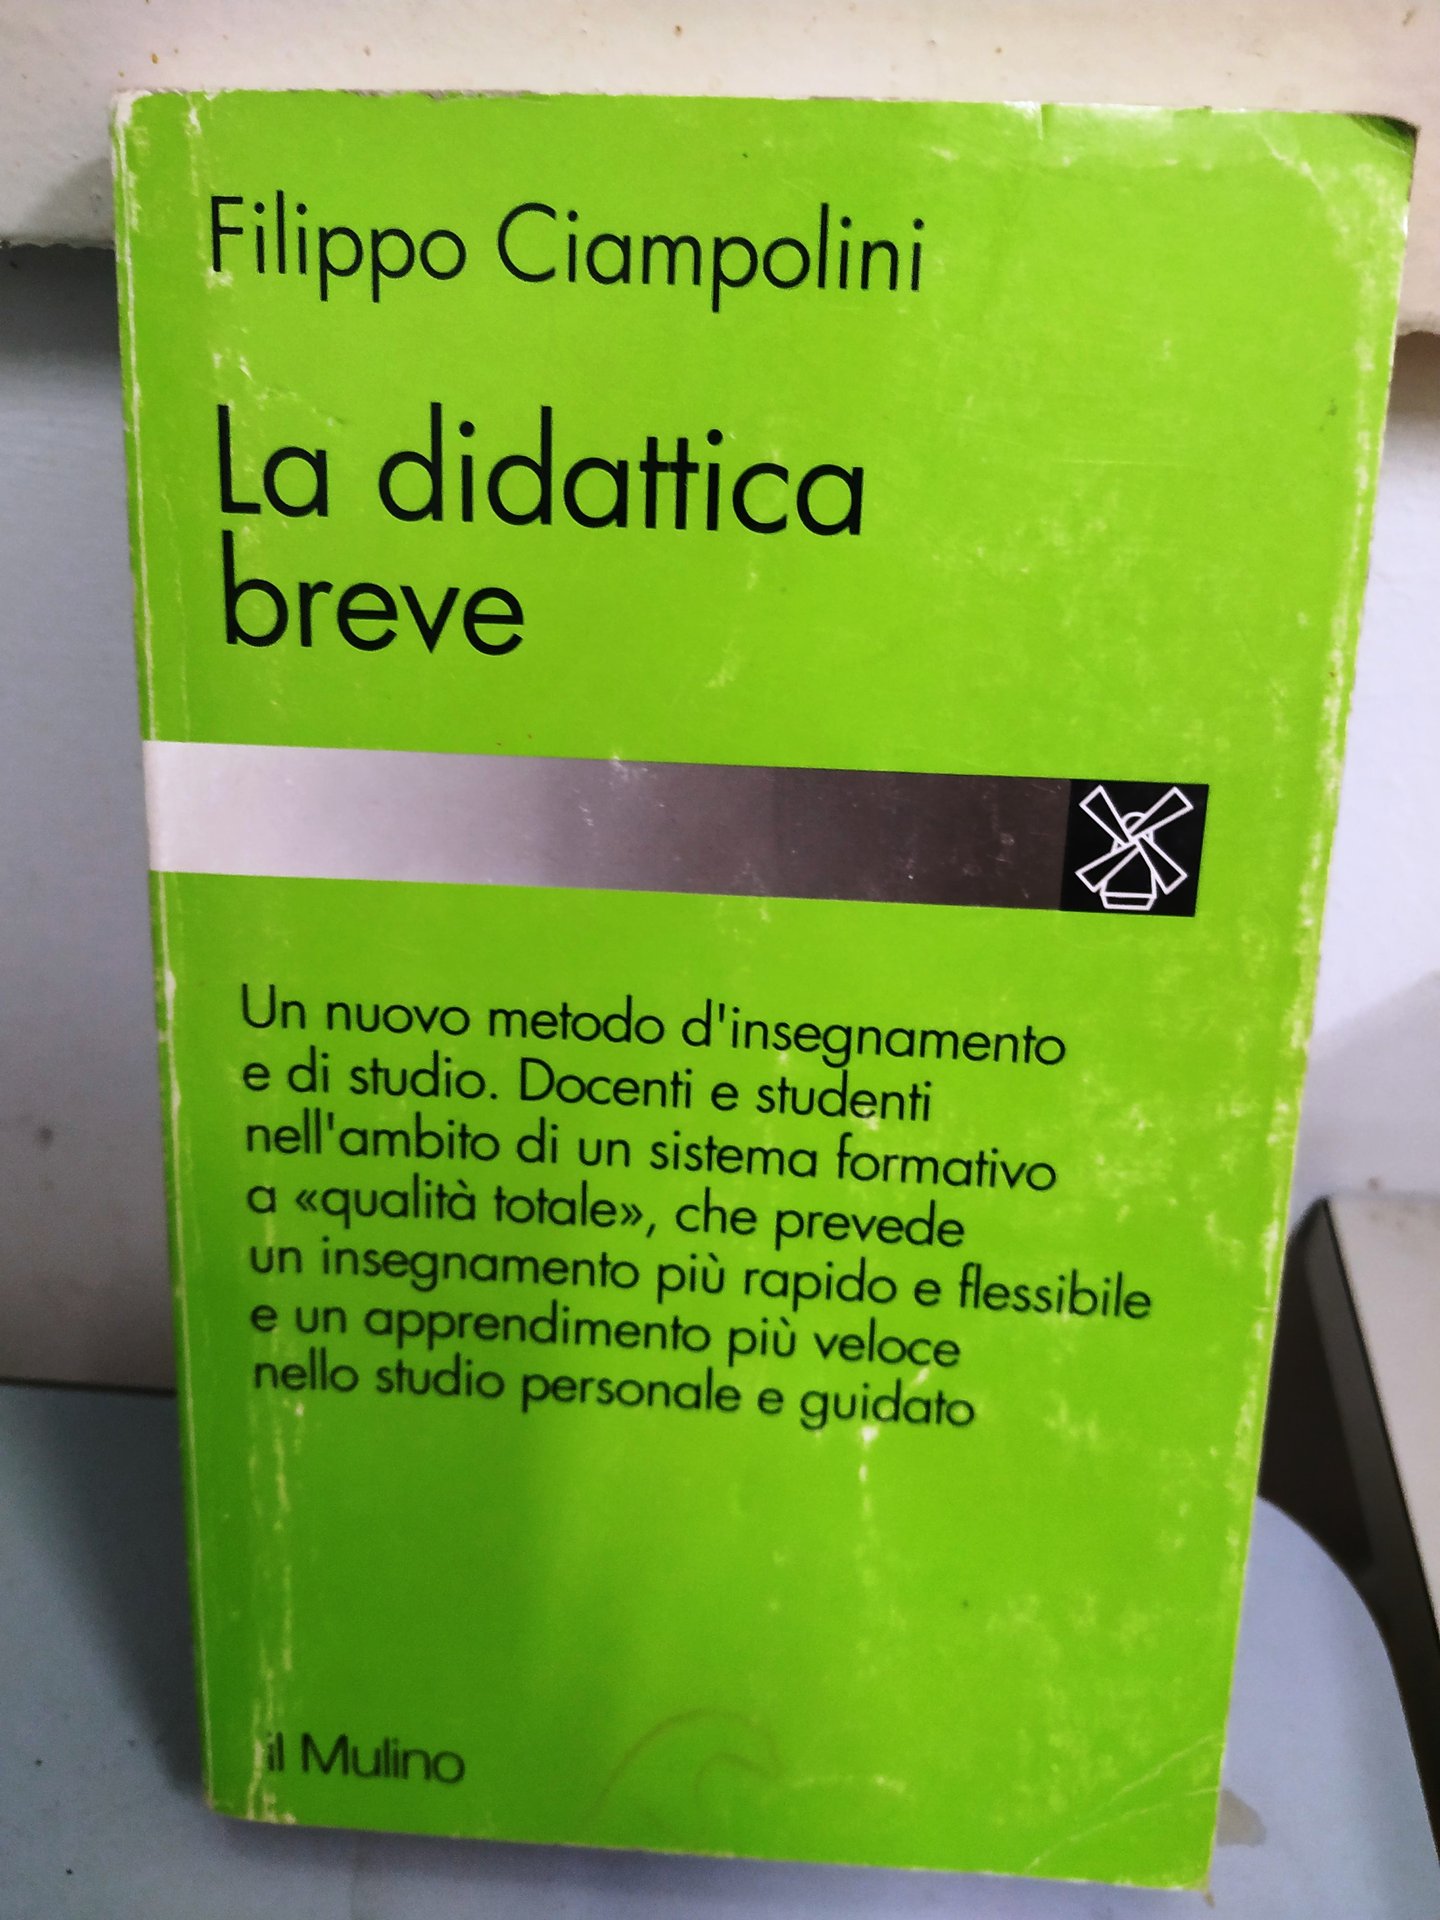 Filippo Ciampolini
La didattica
breve
Un nuovo metodo d'insegnamento
e di studio. Docenti e studenti
nell'ambito di un sistema formativo
a «qualità totale», che prevede
un insegnamento più rapido e flessibile
e un apprendimento più veloce
nello studio personale e guidato
il Mulino